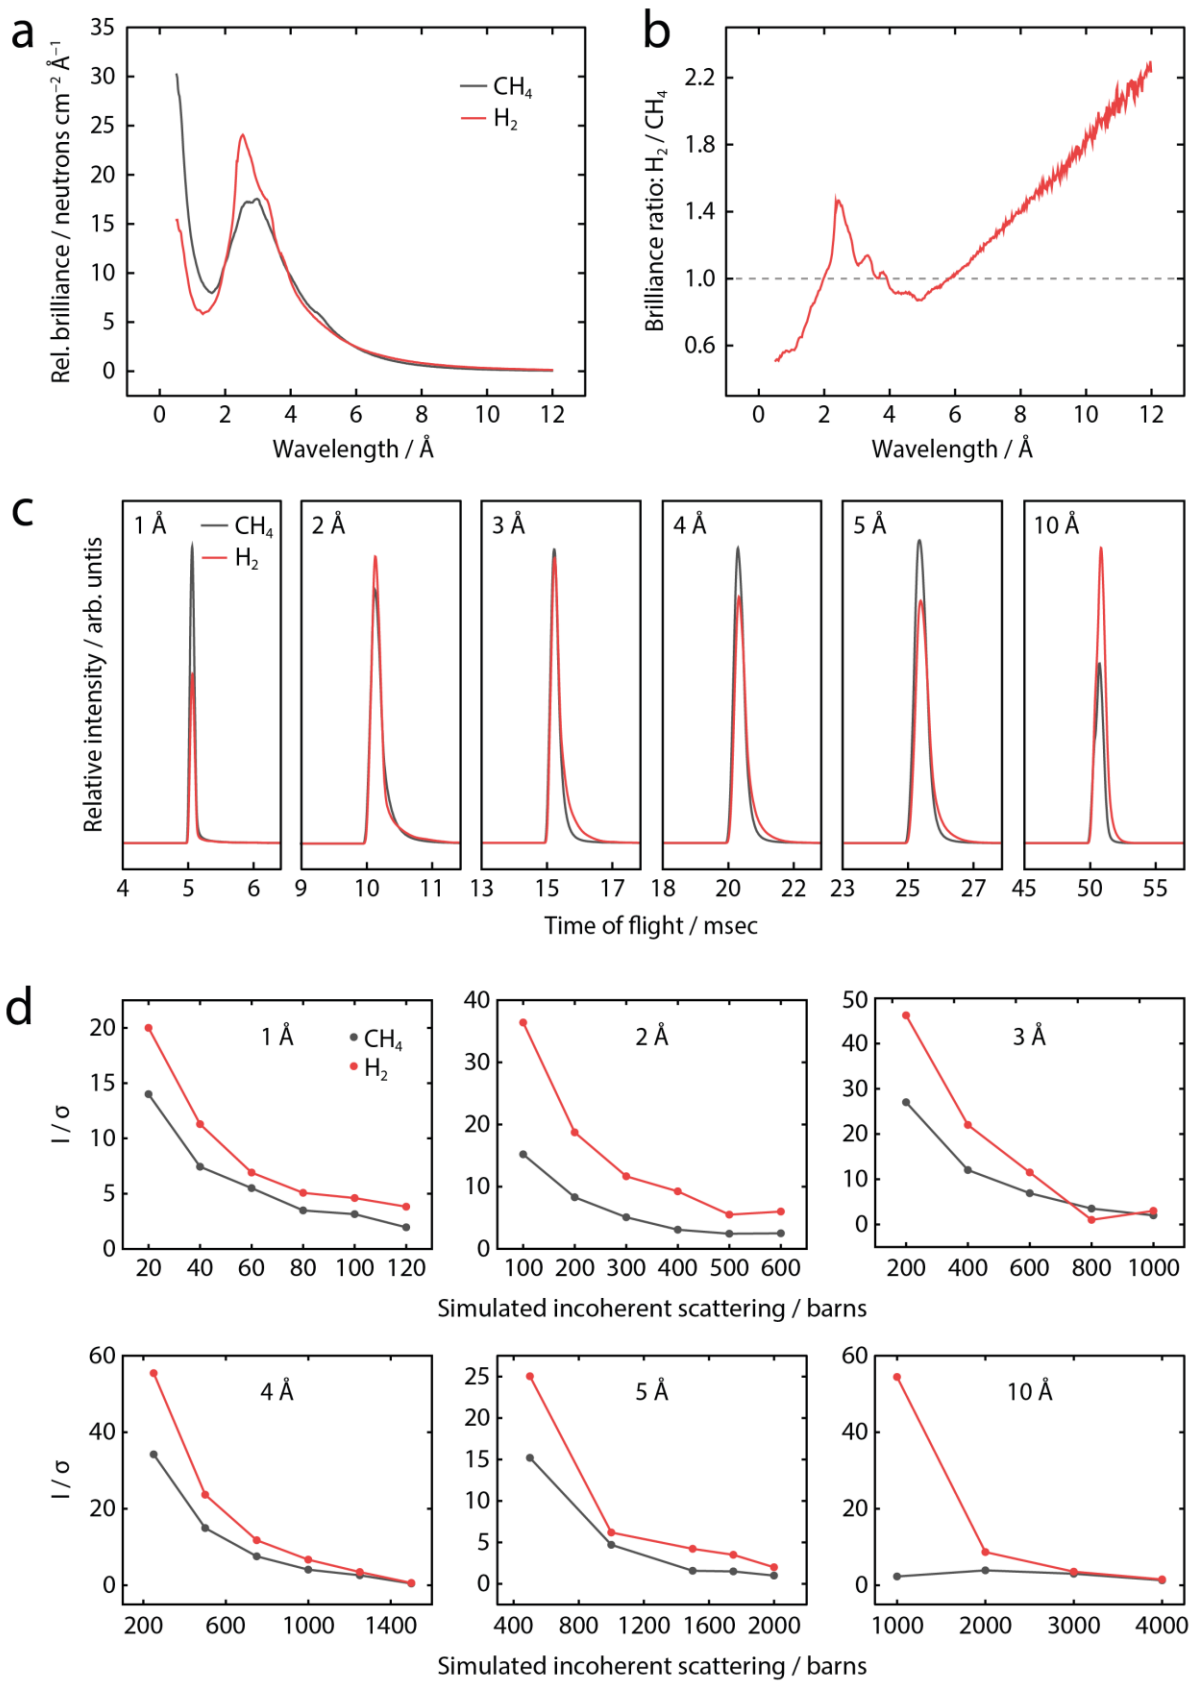 a
35
30
25
20
15
10
5
0
Rel. brilliance / neutrons cm⁻² Å⁻¹
CH₄
H₂
0 2 4 6 8 10 12
Wavelength / Å
b
2.2
1.8
1.4
1.0
0.6
Brilliance ratio: H₂ / CH₄
0 2 4 6 8 10 12
Wavelength / Å
c
Relative intensity / arb. untis
1 Å
CH₄
H₂
2 Å
3 Å
4 Å
5 Å
10 Å
4 5 6
9 10 11
13 15 17
18 20 22
23 25 27
45 50 55
Time of flight / msec
d
I / σ
20
15
10
5
0
1 Å
CH₄
H₂
20 40 60 80 100 120
40
30
20
10
0
2 Å
100 200 300 400 500 600
50
40
30
20
10
0
3 Å
200 400 600 800 1000
Simulated incoherent scattering / barns
I / σ
60
40
20
0
4 Å
200 600 1000 1400
25
20
15
10
5
0
5 Å
400 800 1200 1600 2000
60
40
20
0
10 Å
1000 2000 3000 4000
Simulated incoherent scattering / barns